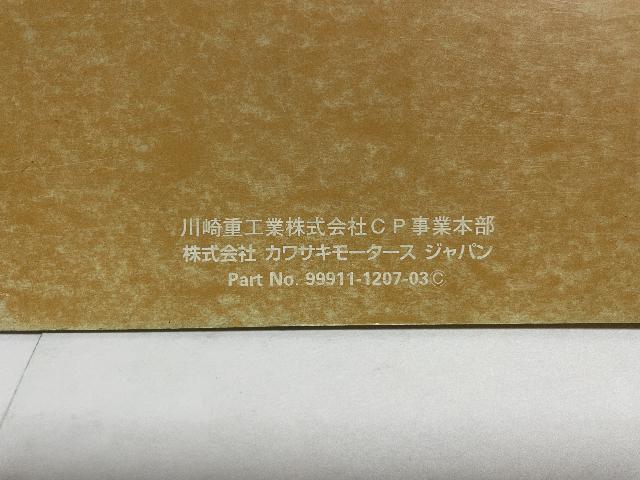 川崎重工業株式会社ＣＰ事業本部
株式会社 カワサキモータース ジャパン
Part No. 99911-1207-03Ⓒ